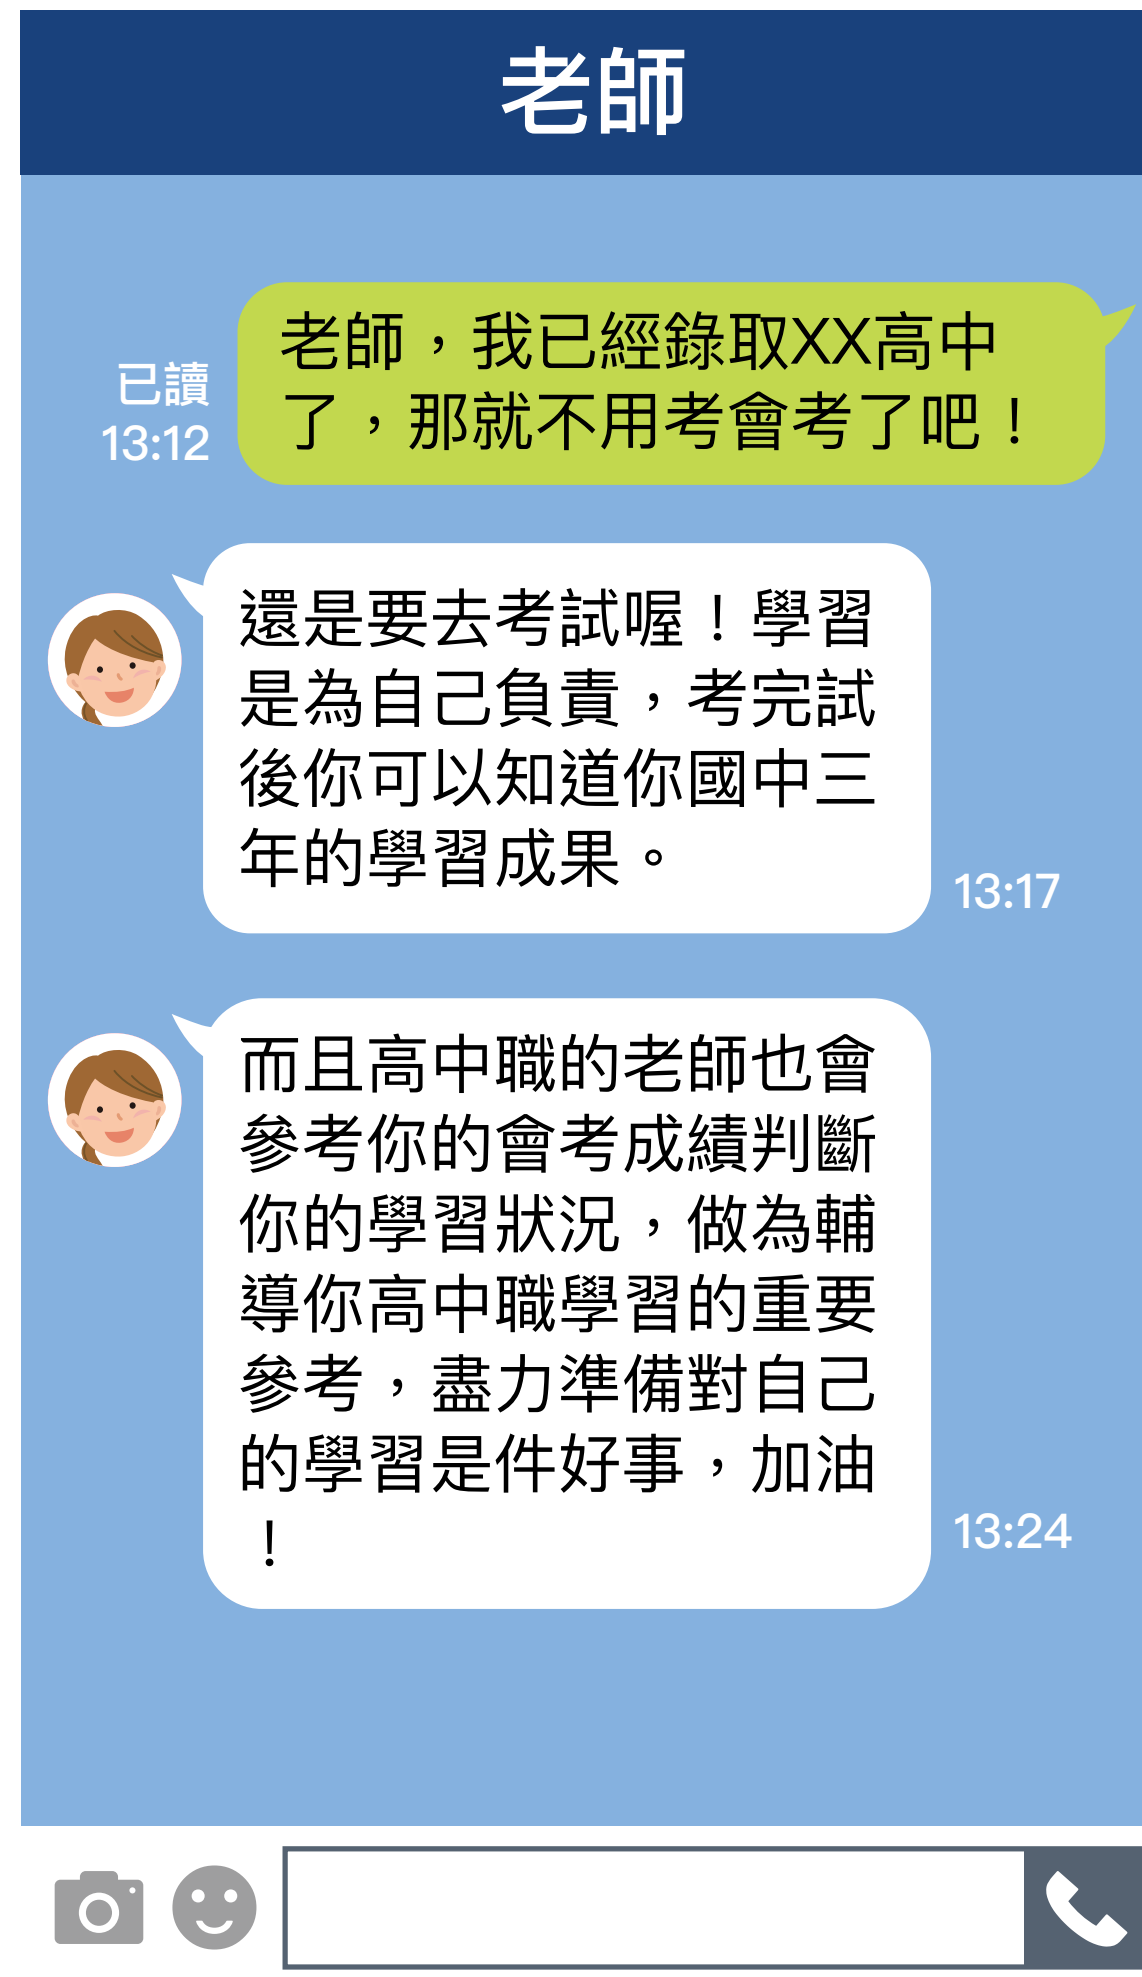 老師
老師，我已經錄取XX高中
了，那就不用考會考了吧！
已讀
13:12
還是要去考試喔！學習
是為自己負責，考完試
後你可以知道你國中三
年的學習成果。
13:17
而且高中職的老師也會
參考你的會考成績判斷
你的學習狀況，做為輔
導你高中職學習的重要
參考，盡力準備對自己
的學習是件好事，加油
！
13:24